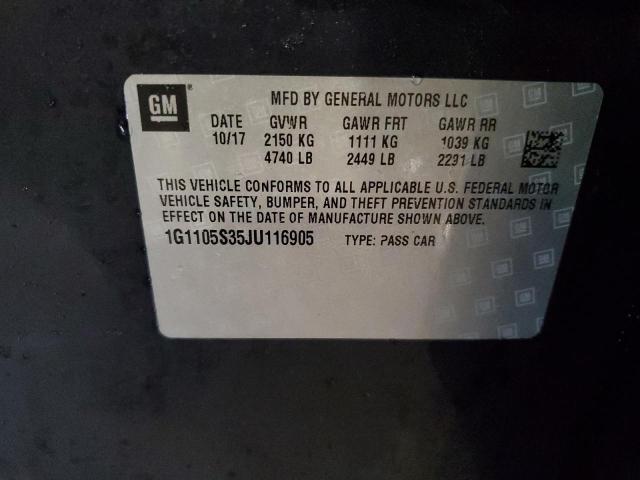 GM
MFD BY GENERAL MOTORS LLC
DATE GVWR GAWR FRT GAWR RR
10/17 2150 KG 1111 KG 1039 KG
4740 LB 2449 LB 2291 LB
THIS VEHICLE CONFORMS TO ALL APPLICABLE U.S. FEDERAL MOTOR
VEHICLE SAFETY, BUMPER, AND THEFT PREVENTION STANDARDS IN
EFFECT ON THE DATE OF MANUFACTURE SHOWN ABOVE.
1G1105S35JU116905 TYPE: PASS CAR